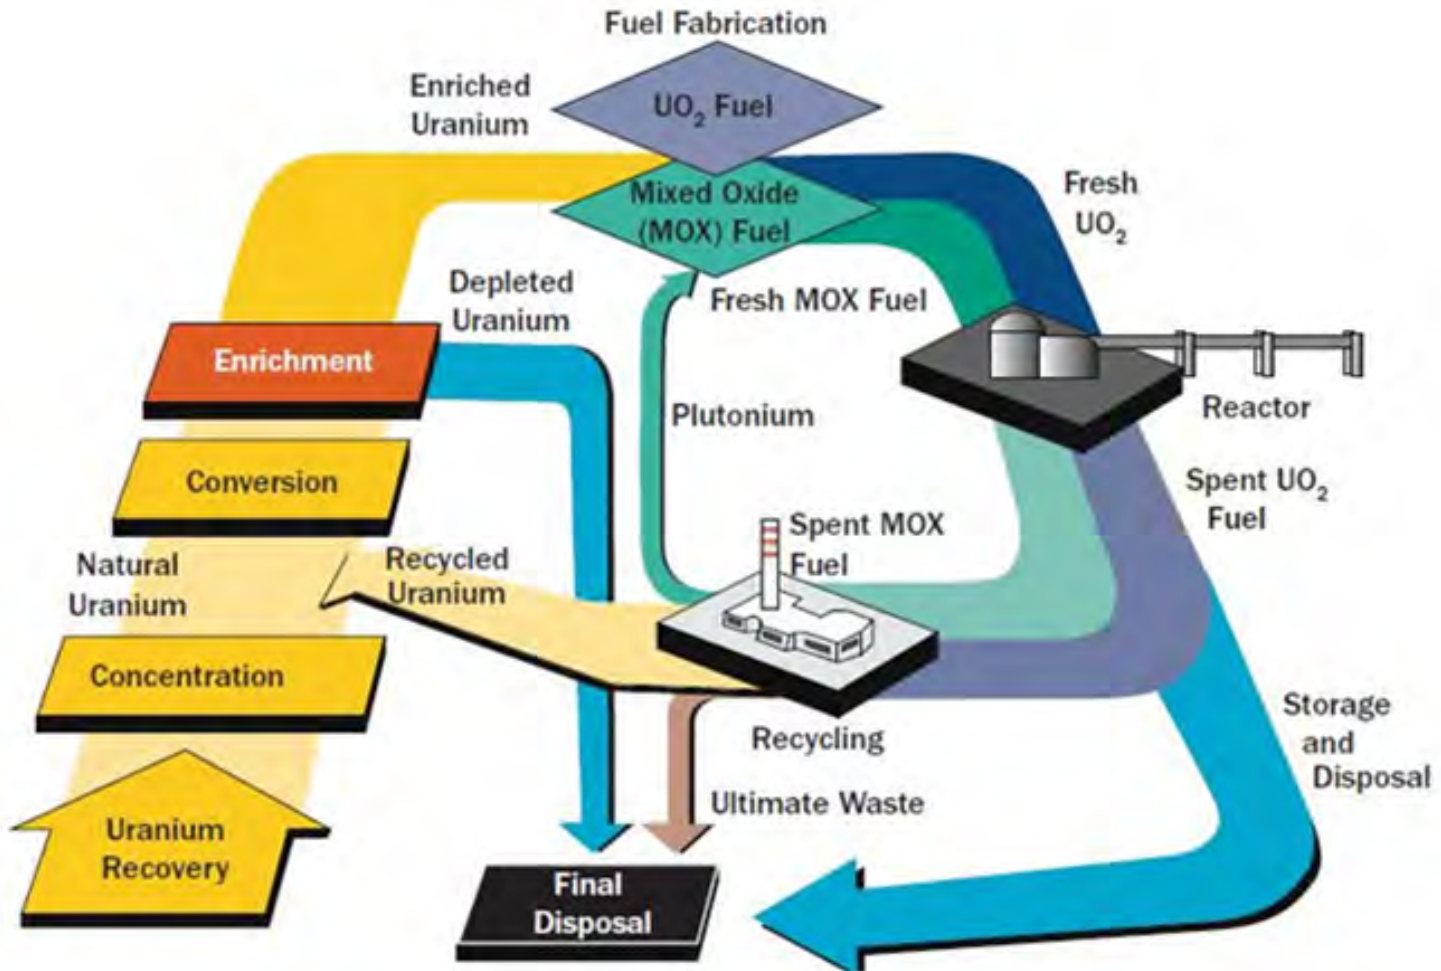 Fuel Fabrication
Enriched
Uranium
UO₂ Fuel
Mixed Oxide
(MOX) Fuel
Fresh
UO₂
Depleted
Uranium
Fresh MOX Fuel
Enrichment
Plutonium
Reactor
Conversion
Spent UO₂
Fuel
Spent MOX
Fuel
Natural
Uranium
Recycled
Uranium
Concentration
Recycling
Storage
and
Disposal
Ultimate Waste
Uranium
Recovery
Final
Disposal